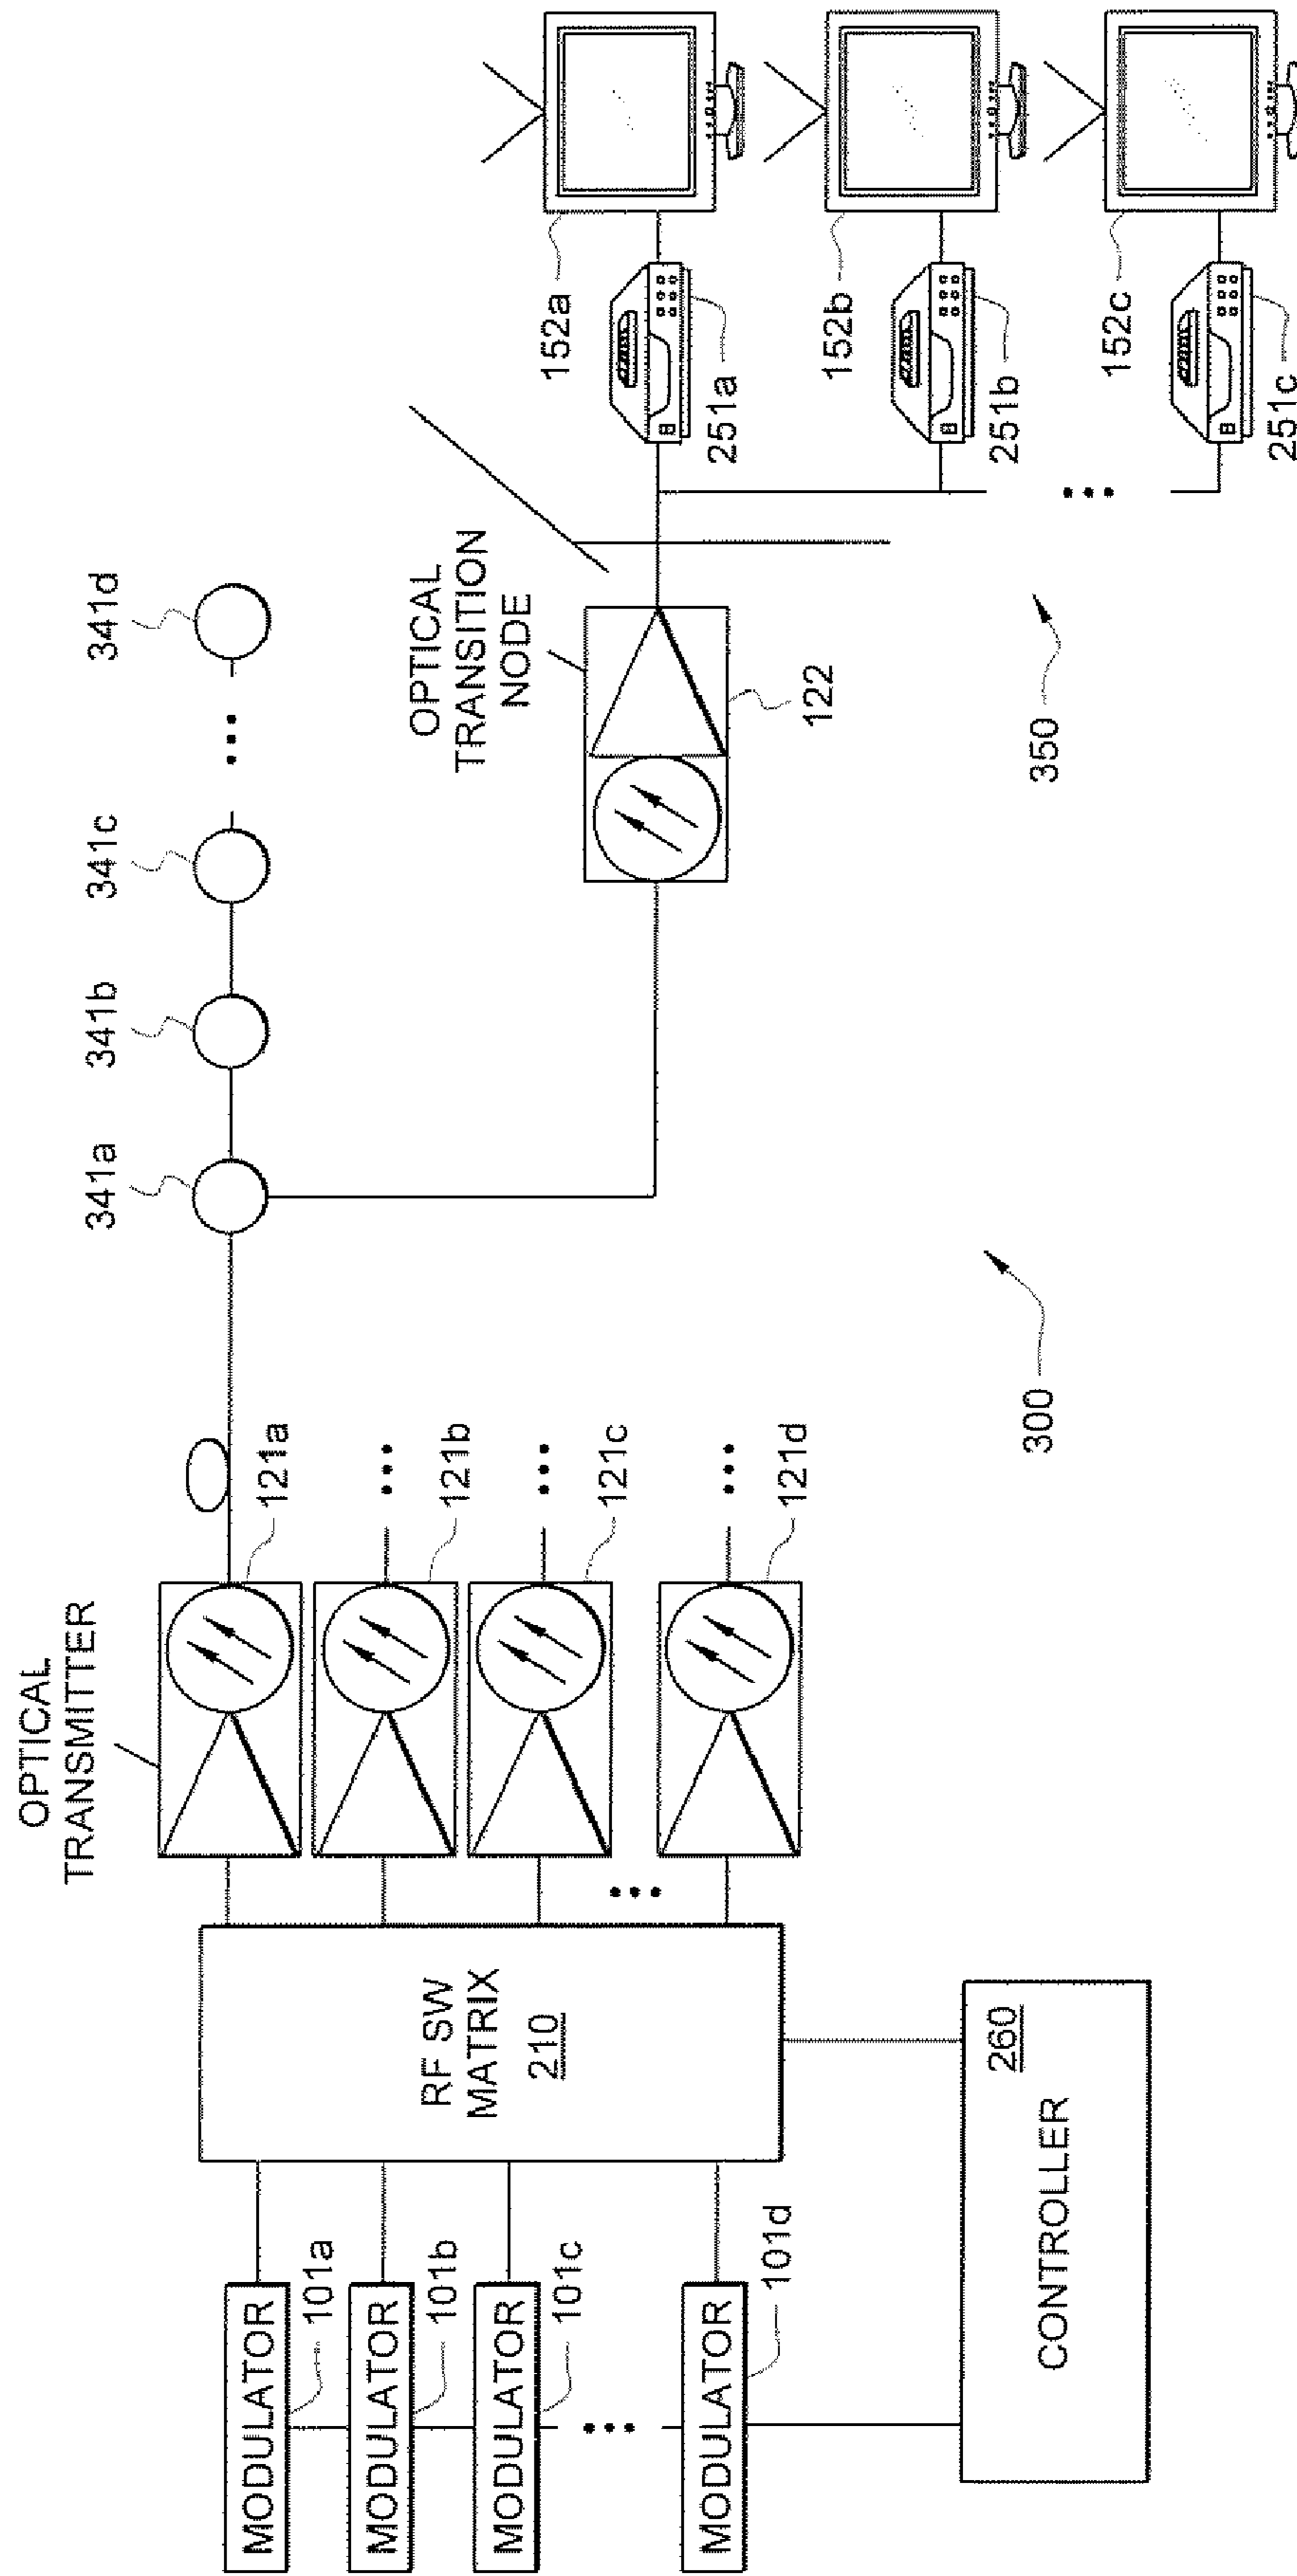 OPTICAL
TRANSMITTER
341a
341b
341c
341d
MODULATOR
101a
MODULATOR
101b
MODULATOR
101c
MODULATOR
101d
RF SW
MATRIX
210
121a
121b
121c
121d
OPTICAL
TRANSITION
NODE
122
152a
251a
152b
251b
152c
251c
CONTROLLER
260
300
350